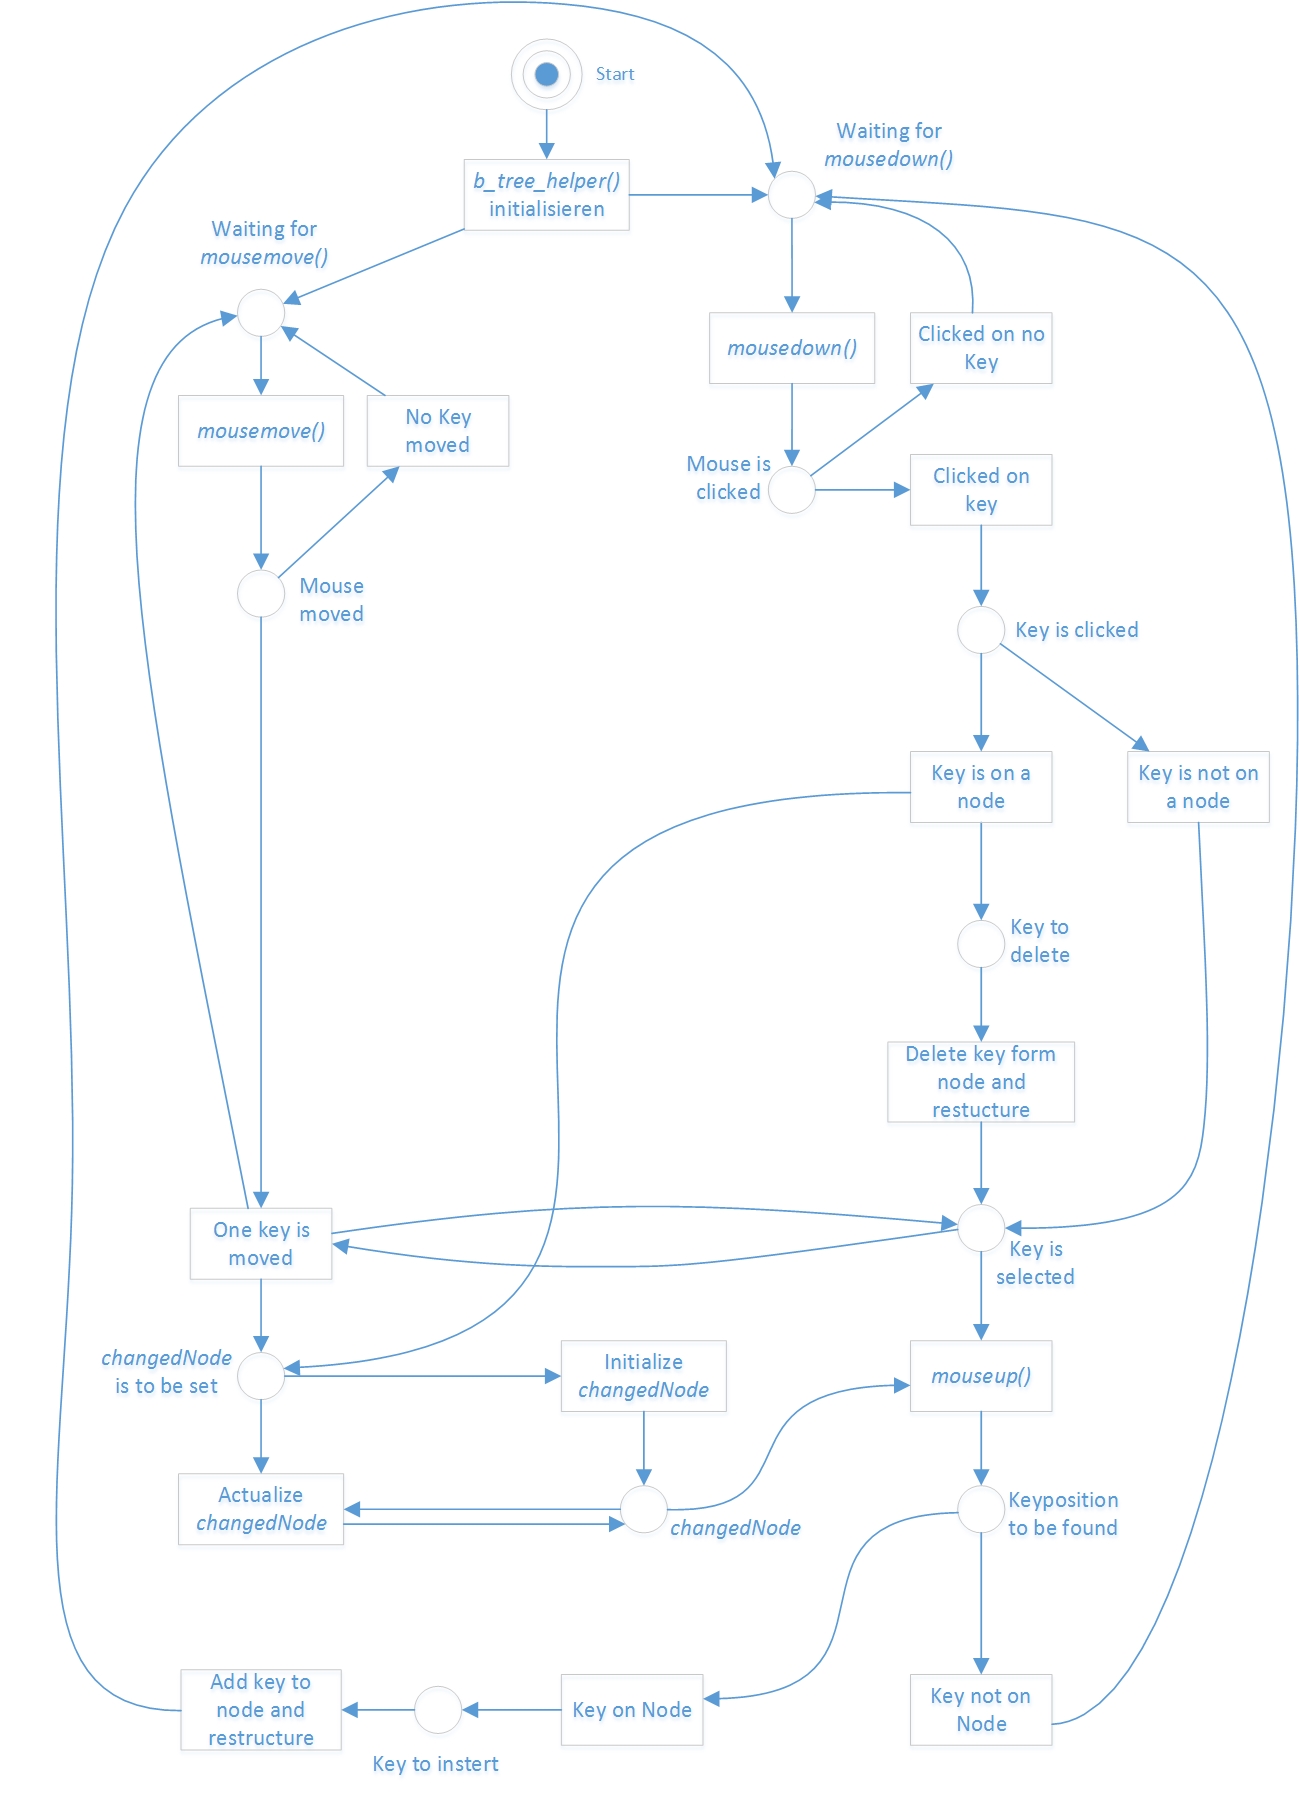 Start
Waiting for
mousedown()
b_tree_helper()
initialisieren
Waiting for
mousemove()
mousedown()
Clicked on no
Key
mousemove()
No Key
moved
Mouse is
clicked
Clicked on
key
Mouse
moved
Key is clicked
Key is on a
node
Key is not on
a node
Key to
delete
Delete key form
node and
restucture
One key is
moved
Key is
selected
changedNode
is to be set
Initialize
changedNode
mouseup()
Actualize
changedNode
changedNode
Keyposition
to be found
Add key to
node and
restructure
Key to instert
Key on Node
Key not on
Node